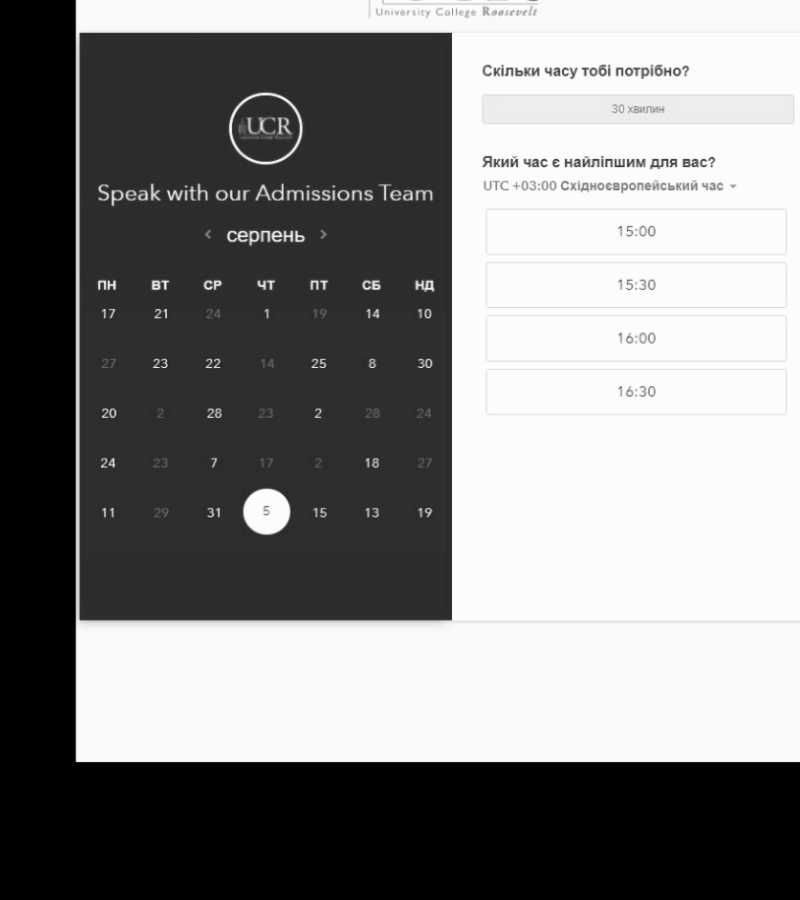 University College Roosevelt
UCR
Speak with our Admissions Team
< серпень >
ПН ВТ СР ЧТ ПТ СБ НД
17 21 24 1 19 14 10
27 23 22 14 25 8 30
20 2 28 23 2 28 24
24 23 7 17 2 18 27
11 29 31 5 15 13 19
Скільки часу тобі потрібно?
30 хвилин
Який час є найліпшим для вас?
UTC +03:00 Східноєвропейський час
15:00
15:30
16:00
16:30